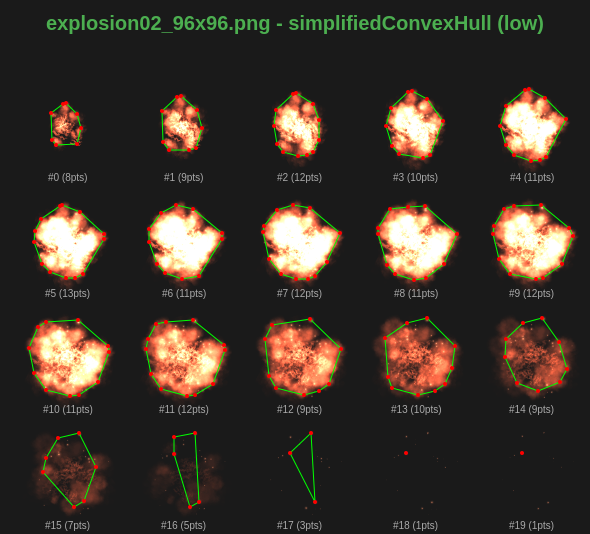 explosion02_96x96.png - simplifiedConvexHull (low)
#0 (8pts)
#1 (9pts)
#2 (12pts)
#3 (10pts)
#4 (11pts)
#5 (13pts)
#6 (11pts)
#7 (12pts)
#8 (11pts)
#9 (12pts)
#10 (11pts)
#11 (12pts)
#12 (9pts)
#13 (10pts)
#14 (9pts)
#15 (7pts)
#16 (5pts)
#17 (3pts)
#18 (1pts)
#19 (1pts)